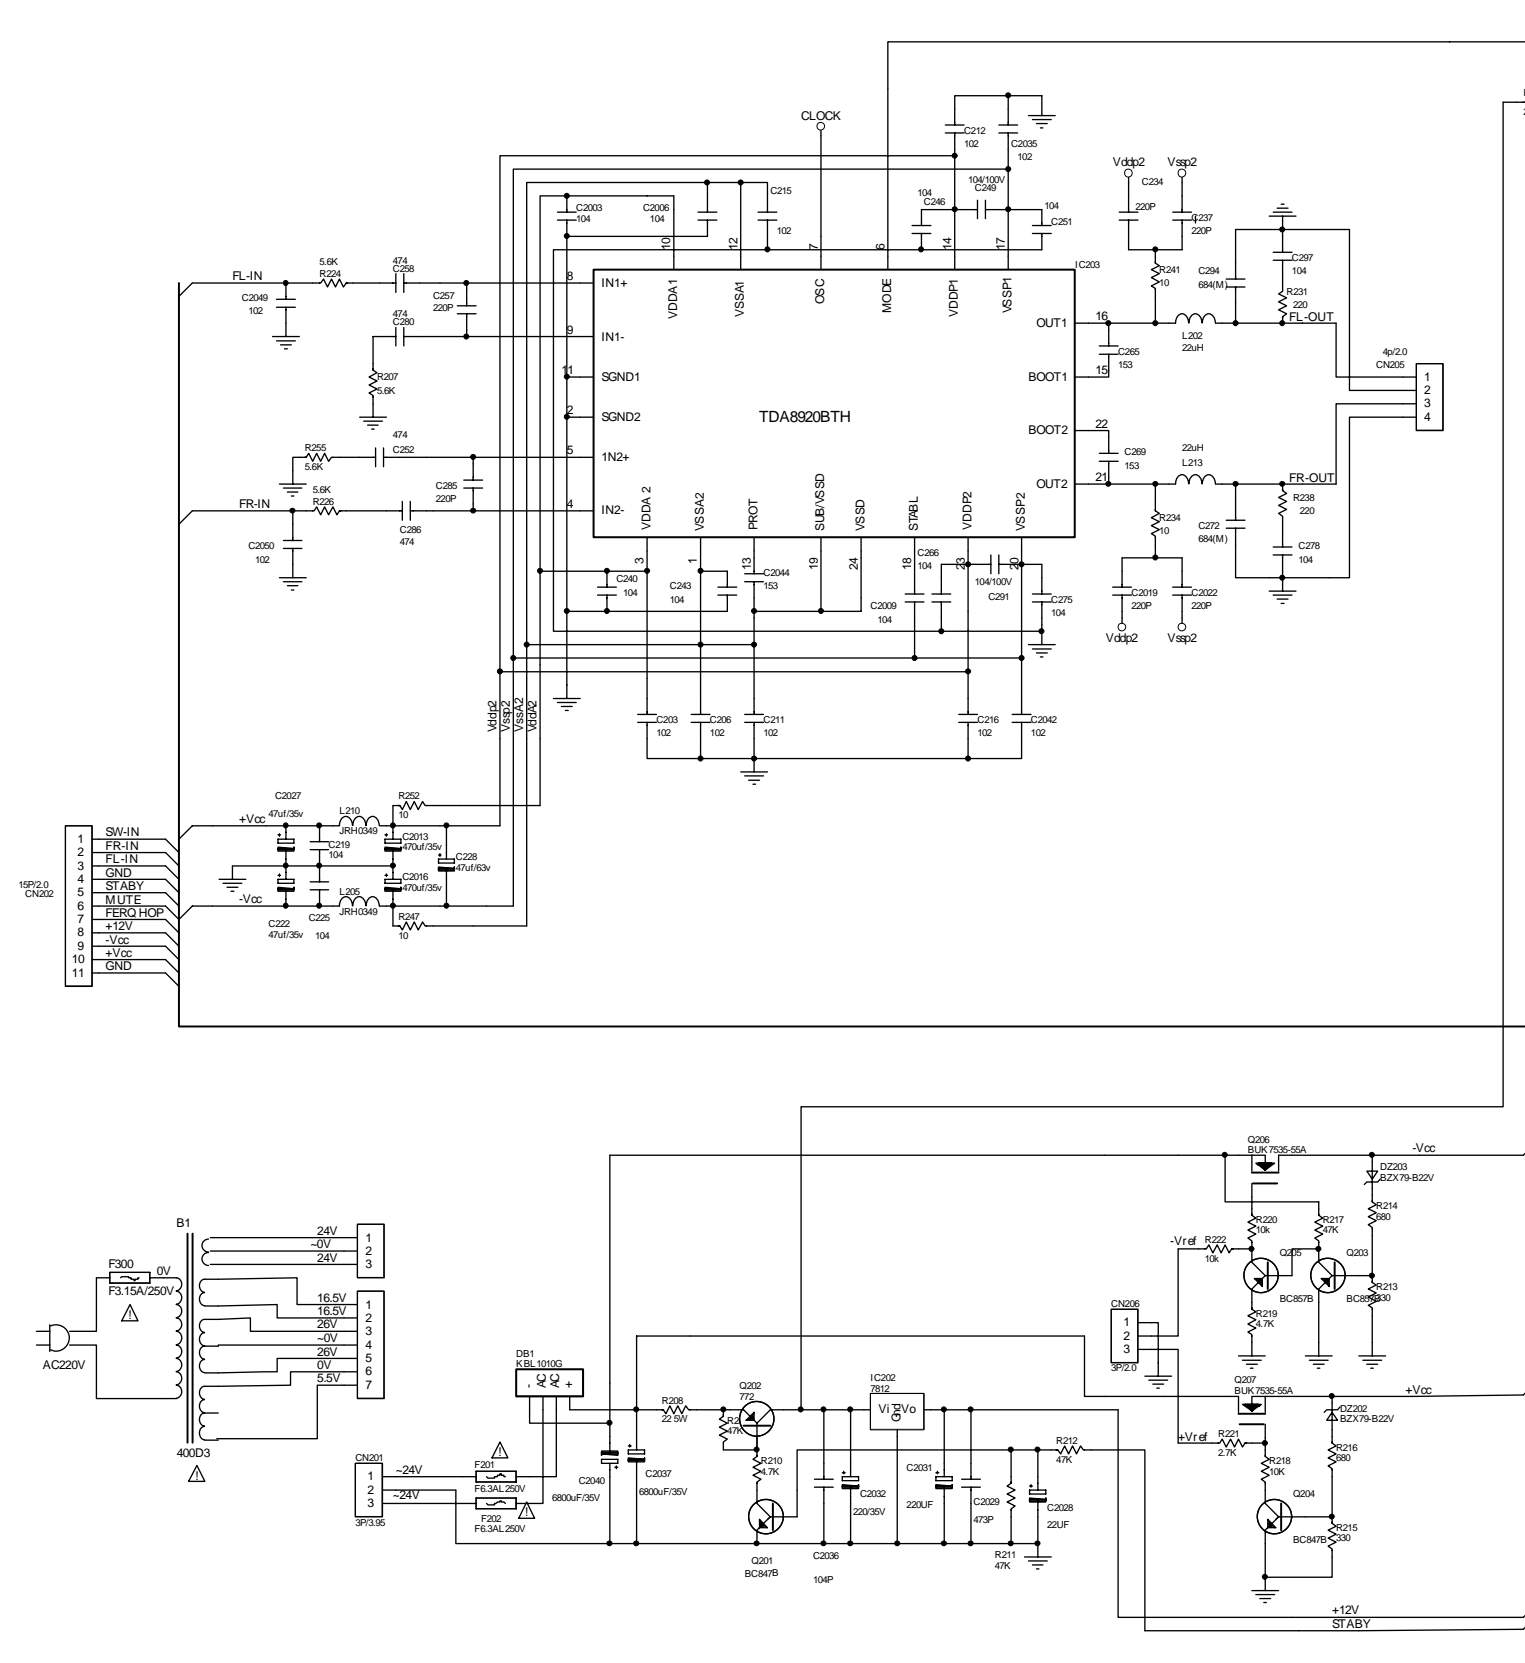 CLOCK
C212
102
C2035
102
Vddp2
Vssp2
C234
220P
C237
220P
C2003
104
C2006
104
C215
102
104
C246
104/100V
C249
104
C251
10
12
7
6
14
17
IC203
R241
10
C294
684(M)
C297
104
R231
220
FL-IN
5.6K
R224
474
C258
C2049
102
C257
220P
474
C280
R207
5.6K
8
9
11
2
5
4
IN1+
IN1-
SGND1
SGND2
1N2+
IN2-
VDDA1
VSSA1
OSC
MODE
VDDP1
VSSP1
TDA8920BTH
OUT1
BOOT1
BOOT2
OUT2
16
15
22
21
C265
153
C269
153
L202
22uH
FL-OUT
4p/2.0
CN205
1
2
3
4
22uH
L213
FR-OUT
R238
220
R234
10
C272
684(M)
C278
104
474
C252
R255
5.6K
5.6K
R226
FR-IN
C285
220P
C286
474
C2050
102
VDDA 2
VSSA2
PROT
SUB/VSSD
VSSD
STABL
VDDP2
VSSP2
3
1
13
19
24
18
23
20
C240
104
C243
104
C2044
153
C266
104
C2009
104
104/100V
C291
C275
104
C2019
220P
C2022
220P
Vddp2
Vssp2
Vddp2
Vssp2
VssA2
VddA2
C203
102
C206
102
C211
102
C216
102
C2042
102
C2027
47uf/35v
+Vcc
L210
JRH0349
R252
10
C219
104
C2013
470uf/35v
C228
47uf/63v
C2016
470uf/35v
-Vcc
L205
JRH0349
R247
10
C222
47uf/35v
C225
104
15P/2.0
CN202
1 SW-IN
2 FR-IN
3 FL-IN
4 GND
5 STABY
6 MUTE
7 FERQ HOP
8 +12V
9 -Vcc
10 +Vcc
11 GND
Q206
BUK7535-55A
-Vcc
DZ203
BZX79-B22V
R214
680
R220
10k
R217
47K
-Vref
R222
10k
Q205
Q203
BC857B
R213
330
R219
4.7K
CN206
1
2
3
3P/2.0
Q207
BUK7535-55A
+Vcc
DZ202
BZX79-B22V
+Vref
R221
2.7K
R216
680
R218
10K
Q204
BC847B
R215
330
B1
F300
F3.15A/250V
0V
AC220V
400D3
24V
~0V
24V
1
2
3
16.5V
16.5V
26V
~0V
26V
0V
5.5V
1
2
3
4
5
6
7
DB1
KBL1010G
-
AC
AC
+
CN201
1
2
3
3P/3.95
~24V
~24V
F201
F6.3AL 250V
F202
F6.3AL 250V
C2040
6800uF/35V
C2037
6800uF/35V
R208
22 5W
Q202
772
47K
R210
4.7K
Q201
BC847B
IC202
7812
Vi
Gnd
Vo
C2036
104P
C2032
220/35V
C2031
220UF
C2029
473P
R211
47K
C2028
22UF
R212
47K
+12V
STABY